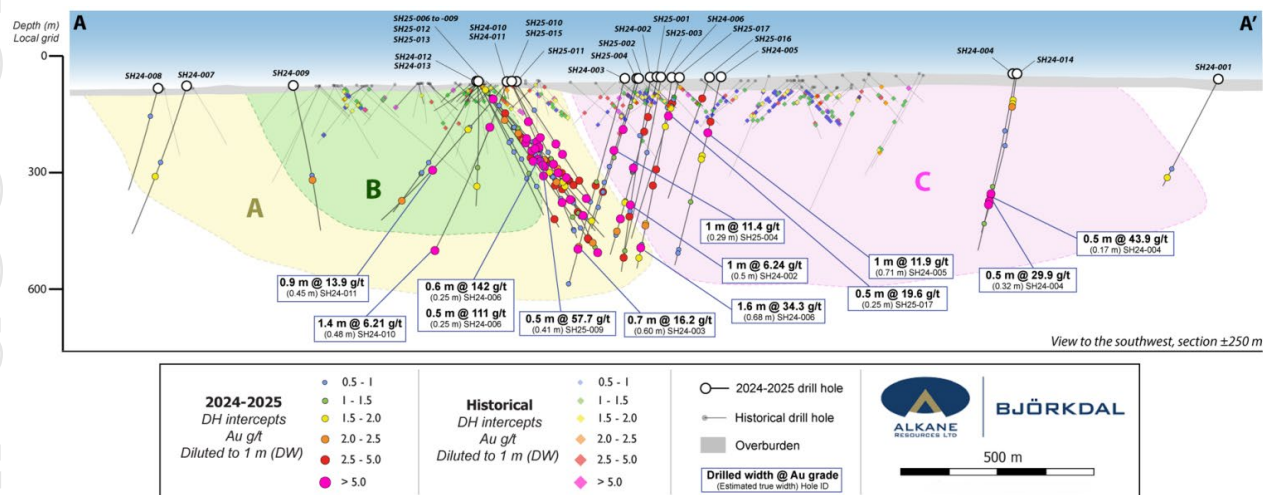 Depth (m)
Local grid
A
A’
0
300
600
SH24-008
SH24-007
SH24-009
SH25-006 to -009
SH25-012
SH25-013
SH24-012
SH24-013
SH24-010
SH24-011
SH25-010
SH25-015
SH25-011
SH25-001
SH24-002
SH25-002
SH25-004
SH24-003
SH25-003
SH24-006
SH25-017
SH25-016
SH24-005
SH24-004
SH24-014
SH24-001
A
B
C
0.9 m @ 13.9 g/t
(0.45 m) SH24-011
1.4 m @ 6.21 g/t
(0.48 m) SH24-010
0.6 m @ 142 g/t
(0.25 m) SH24-006
0.5 m @ 111 g/t
(0.25 m) SH24-006
0.5 m @ 57.7 g/t
(0.41 m) SH25-009
0.7 m @ 16.2 g/t
(0.60 m) SH24-003
1 m @ 11.4 g/t
(0.29 m) SH25-004
1 m @ 6.24 g/t
(0.5 m) SH24-002
1.6 m @ 34.3 g/t
(0.68 m) SH24-006
1 m @ 11.9 g/t
(0.71 m) SH24-005
0.5 m @ 19.6 g/t
(0.25 m) SH25-017
0.5 m @ 29.9 g/t
(0.32 m) SH24-004
0.5 m @ 43.9 g/t
(0.17 m) SH24-004
View to the southwest, section ±250 m
2024-2025
DH intercepts
Au g/t
Diluted to 1 m (DW)
0.5 - 1
1 - 1.5
1.5 - 2.0
2.0 - 2.5
2.5 - 5.0
> 5.0
Historical
DH intercepts
Au g/t
Diluted to 1 m (DW)
0.5 - 1
1 - 1.5
1.5 - 2.0
2.0 - 2.5
2.5 - 5.0
> 5.0
2024-2025 drill hole
Historical drill hole
Overburden
Drilled width @ Au grade
(Estimated true width) Hole ID
ALKANE
RESOURCES LTD
BJÖRKDAL
500 m